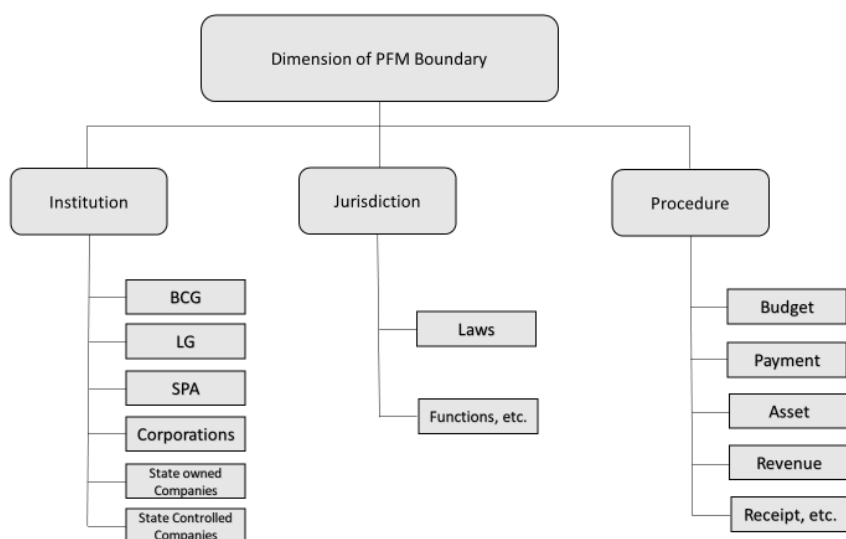 Dimension of PFM Boundary
Institution
Jurisdiction
Procedure
BCG
LG
SPA
Corporations
State owned
Companies
State Controlled
Companies
Laws
Functions, etc.
Budget
Payment
Asset
Revenue
Receipt, etc.